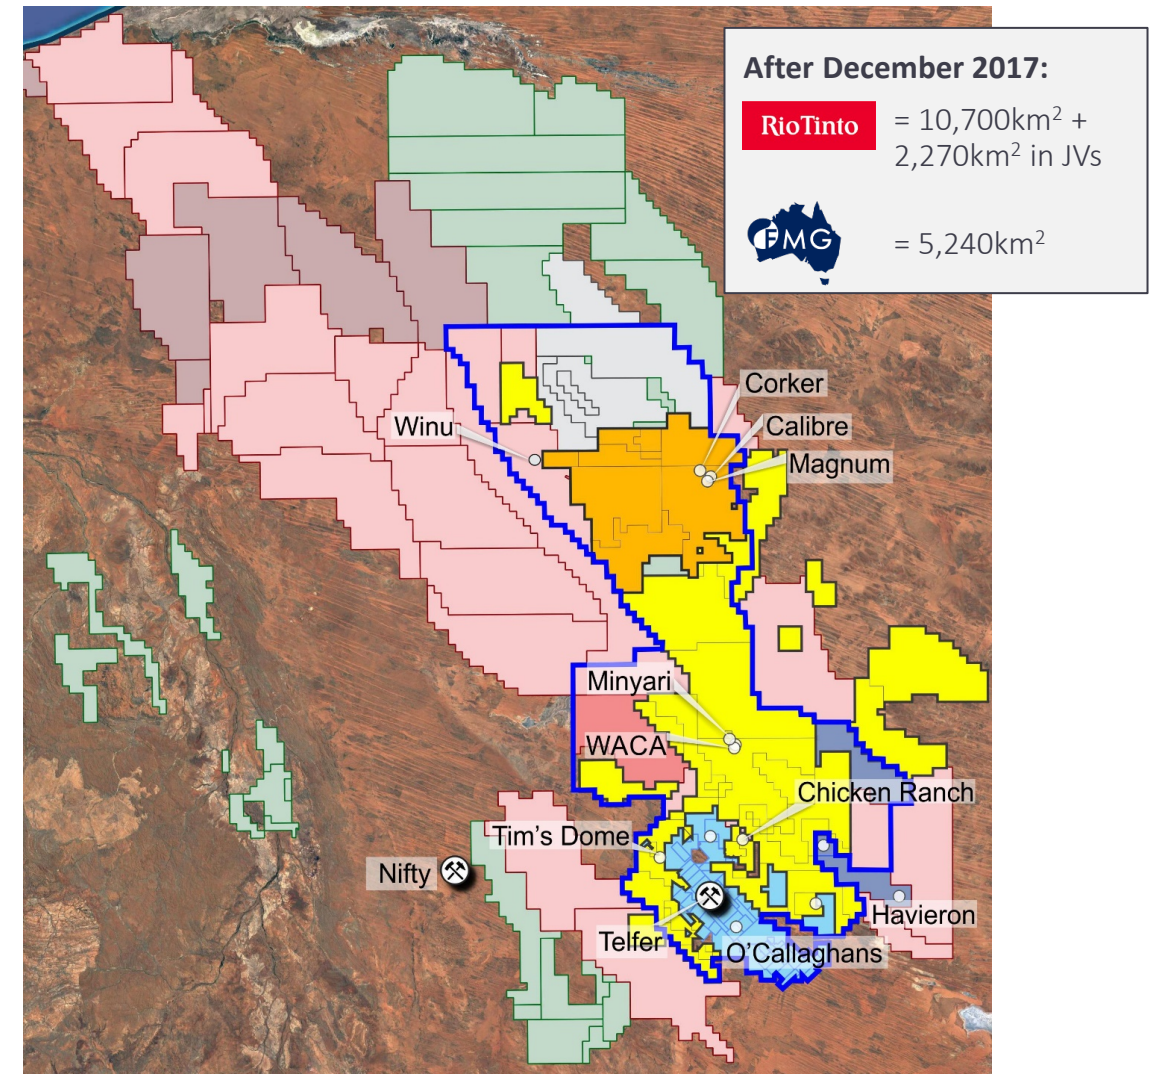 After December 2017:
RioTinto = 10,700km² +
2,270km² in JVs
FMG = 5,240km²
Corker
Winu
Calibre
Magnum
Minyari
WACA
Chicken Ranch
Tim's Dome
Nifty
Havieron
Telfer
O'Callaghans